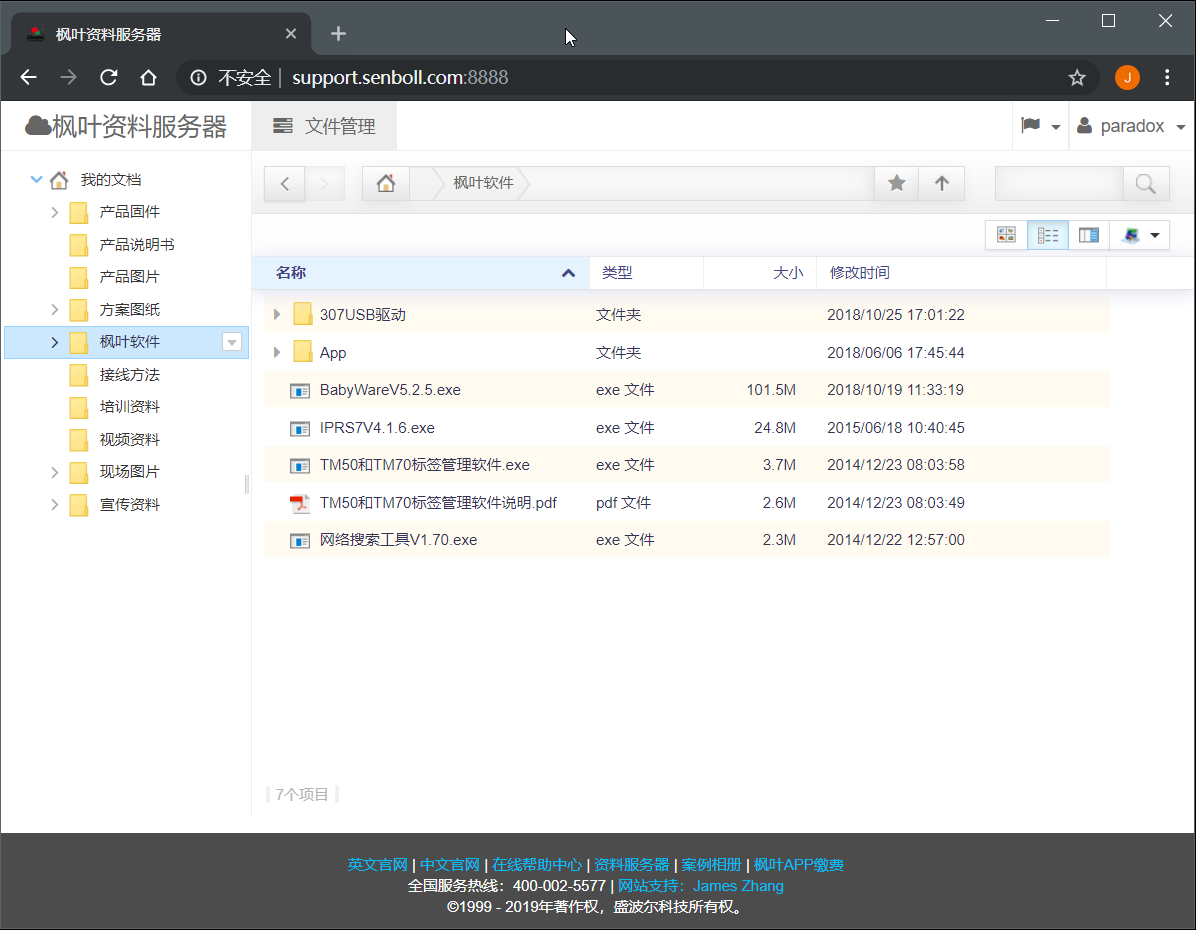 枫叶资料服务器
不安全 | support.senboll.com:8888
J
枫叶资料服务器
文件管理
paradox
我的文档
产品固件
产品说明书
产品图片
方案图纸
枫叶软件
接线方法
培训资料
视频资料
现场图片
宣传资料
枫叶软件
名称 类型 大小 修改时间
307USB驱动 文件夹 2018/10/25 17:01:22
App 文件夹 2018/06/06 17:45:44
BabyWareV5.2.5.exe exe 文件 101.5M 2018/10/19 11:33:19
IPRS7V4.1.6.exe exe 文件 24.8M 2015/06/18 10:40:45
TM50和TM70标签管理软件.exe exe 文件 3.7M 2014/12/23 08:03:58
TM50和TM70标签管理软件说明.pdf pdf 文件 2.6M 2014/12/23 08:03:49
网络搜索工具V1.70.exe exe 文件 2.3M 2014/12/22 12:57:00
7个项目
英文官网 | 中文官网 | 在线帮助中心 | 资料服务器 | 案例相册 | 枫叶APP缴费
全国服务热线：400-002-5577 | 网站支持：James Zhang
©1999 - 2019年著作权，盛波尔科技所有权。